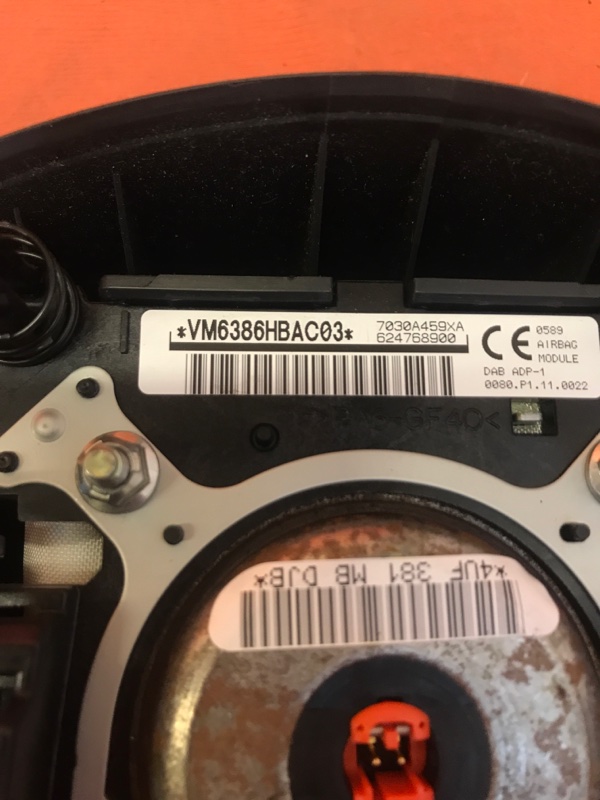 *VM6386HBAC03*
7030A459XA
624768900
CE 0589
AIRBAG
MODULE
DAB ADP-1
0080.P1.11.0022
*4UF 381 MB DJB*